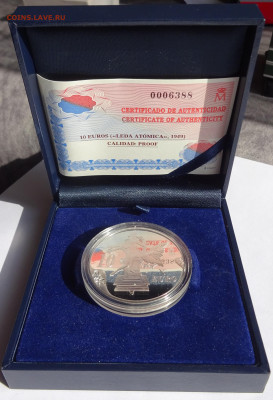 COINS.LAVE.RU
0006388
CERTIFICADO DE AUTENTICIDAD
CERTIFICATE OF AUTHENTICITY
10 EUROS («LEDA ATÓMICA», 1949)
CALIDAD: PROOF